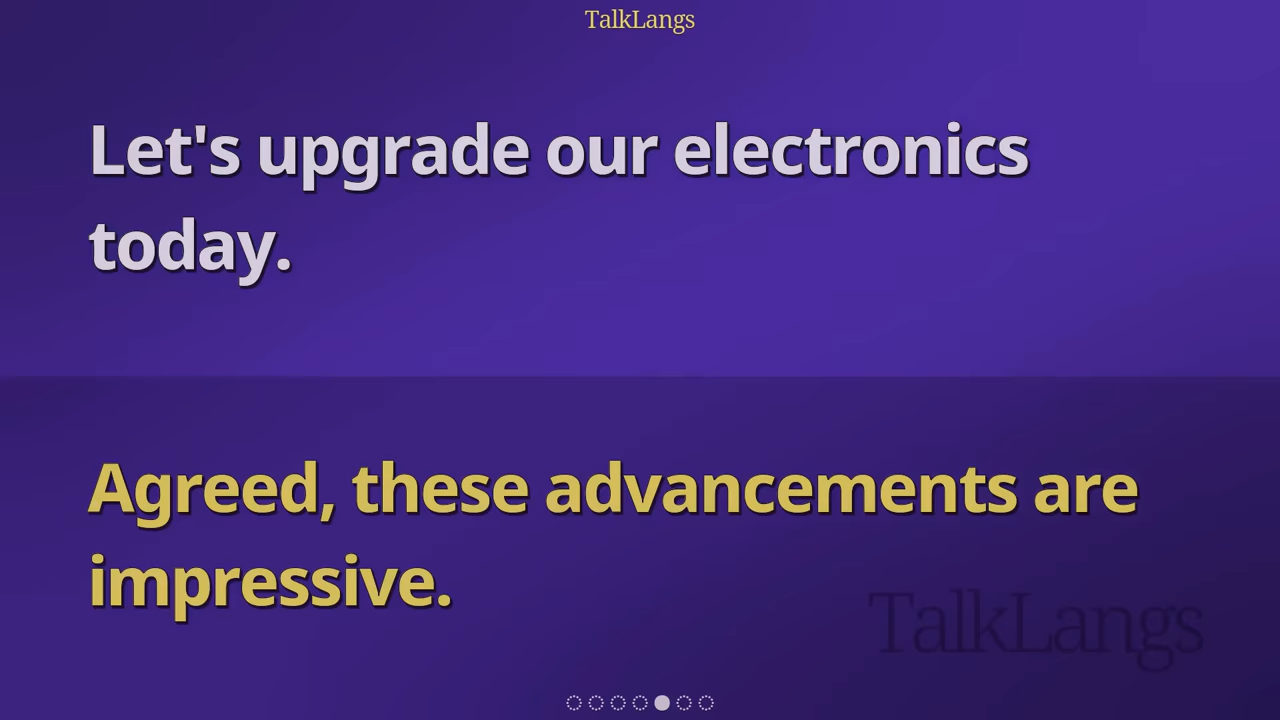 TalkLangs
Let's upgrade our electronics
today.
Agreed, these advancements are
impressive.
TalkLangs